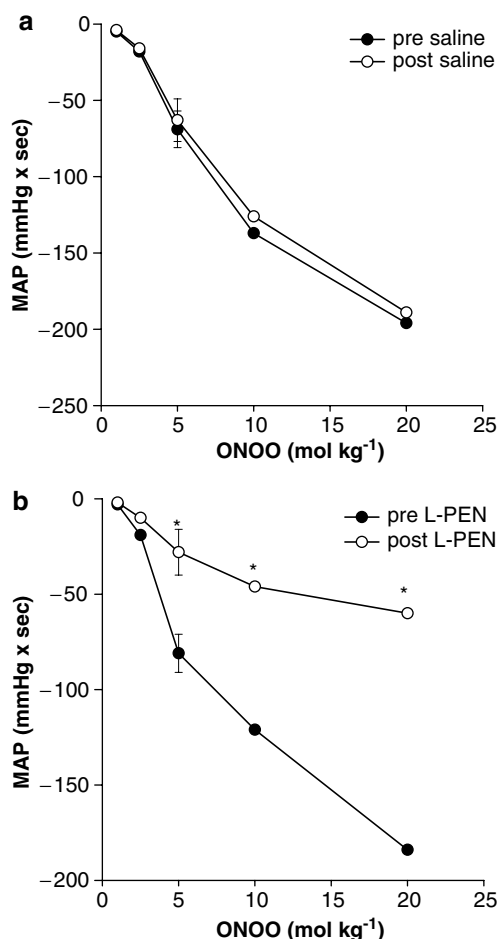 a
pre saline
post saline
0
−50
−100
−150
−200
−250
MAP (mmHg x sec)
0 5 10 15 20 25
ONOO (mol kg⁻¹)
b
pre L-PEN
post L-PEN
0
−50
−100
−150
−200
MAP (mmHg x sec)
* * *
0 5 10 15 20 25
ONOO (mol kg⁻¹)